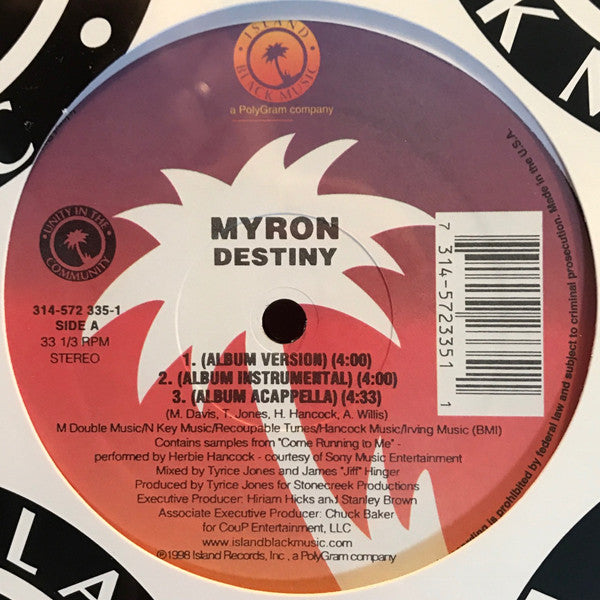 ISLAND
BLACK MUSIC
a PolyGram company
MYRON
DESTINY
UNITY IN THE
COMMUNITY
314-572 335-1
SIDE A
33 1/3 RPM
STEREO
7 314-5723351 1
1. (ALBUM VERSION) (4:00)
2. (ALBUM INSTRUMENTAL) (4:00)
3. (ALBUM ACAPPELLA) (4:33)
(M. Davis, T. Jones, H. Hancock, A. Willis)
M Double Music/N Key Music/Recoupable Tunes/Hancock Music/Irving Music (BMI)
Contains samples from "Come Running to Me" -
performed by Herbie Hancock - courtesy of Sony Music Entertainment
Mixed by Tyrice Jones and James "Jiff" Hinger
Produced by Tyrice Jones for Stonecreek Productions
Executive Producer: Hiriam Hicks and Stanley Brown
Associate Executive Producer: Chuck Baker
for CouP Entertainment, LLC
www.islandblackmusic.com
℗1998 Island Records, Inc., a PolyGram company
is prohibited by federal law and subject to criminal prosecution. Made in the U.S.A.